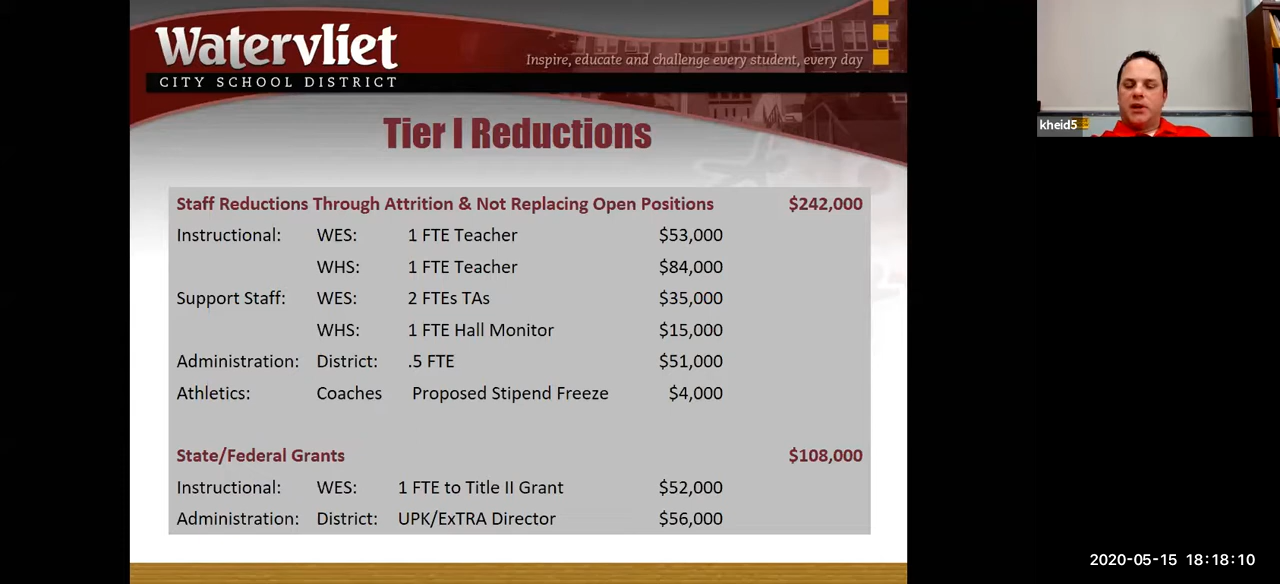 Watervliet
CITY SCHOOL DISTRICT
Inspire, educate and challenge every student, every day
kheid5
Tier I Reductions
Staff Reductions Through Attrition & Not Replacing Open Positions $242,000
Instructional: WES: 1 FTE Teacher $53,000
WHS: 1 FTE Teacher $84,000
Support Staff: WES: 2 FTEs TAs $35,000
WHS: 1 FTE Hall Monitor $15,000
Administration: District: .5 FTE $51,000
Athletics: Coaches Proposed Stipend Freeze $4,000
State/Federal Grants $108,000
Instructional: WES: 1 FTE to Title II Grant $52,000
Administration: District: UPK/ExTRA Director $56,000
2020-05-15 18:18:10